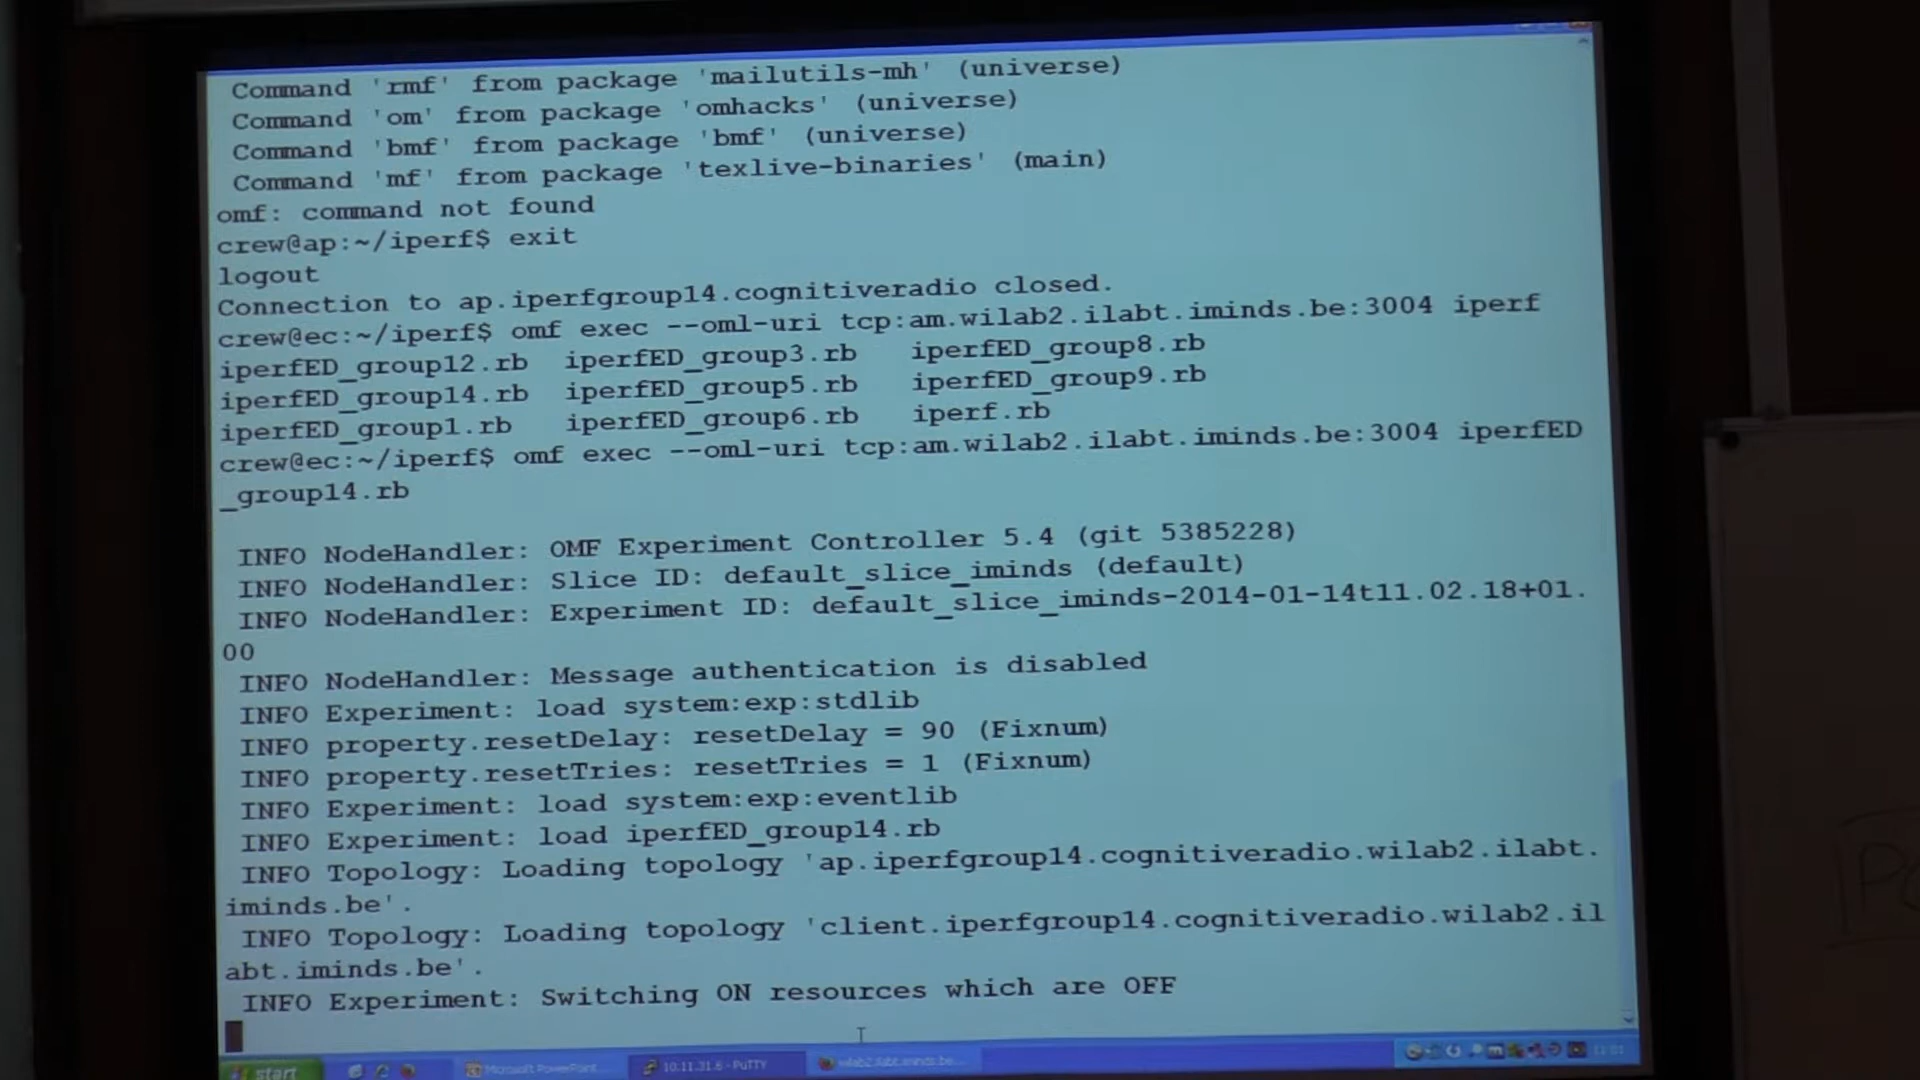 Command 'rmf' from package 'mailutils-mh' (universe)
Command 'om' from package 'omhacks' (universe)
Command 'bmf' from package 'bmf' (universe)
Command 'mf' from package 'texlive-binaries' (main)
omf: command not found
crew@ap:~/iperf$ exit
logout
Connection to ap.iperfgroup14.cognitiveradio closed.
crew@ec:~/iperf$ omf exec --oml-uri tcp:am.wilab2.ilabt.iminds.be:3004 iperf
iperfED_group12.rb iperfED_group3.rb iperfED_group8.rb
iperfED_group14.rb iperfED_group5.rb iperfED_group9.rb
iperfED_group1.rb iperfED_group6.rb iperf.rb
crew@ec:~/iperf$ omf exec --oml-uri tcp:am.wilab2.ilabt.iminds.be:3004 iperfED
_group14.rb
INFO NodeHandler: OMF Experiment Controller 5.4 (git 5385228)
INFO NodeHandler: Slice ID: default_slice_iminds (default)
INFO NodeHandler: Experiment ID: default_slice_iminds-2014-01-14t11.02.18+01.
00
INFO NodeHandler: Message authentication is disabled
INFO Experiment: load system:exp:stdlib
INFO property.resetDelay: resetDelay = 90 (Fixnum)
INFO property.resetTries: resetTries = 1 (Fixnum)
INFO Experiment: load system:exp:eventlib
INFO Experiment: load iperfED_group14.rb
INFO Topology: Loading topology 'ap.iperfgroup14.cognitiveradio.wilab2.ilabt.
iminds.be'.
INFO Topology: Loading topology 'client.iperfgroup14.cognitiveradio.wilab2.il
abt.iminds.be'.
INFO Experiment: Switching ON resources which are OFF
start Microsoft PowerPoint... 10.11.31.6 - PuTTY